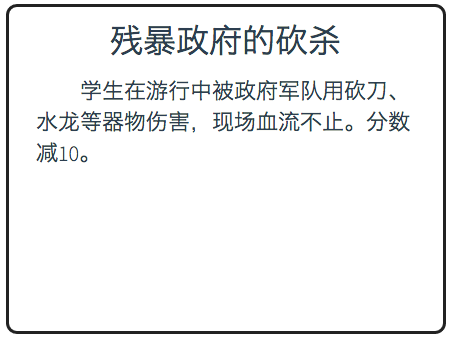 残暴政府的砍杀
学生在游行中被政府军队用砍刀、
水龙等器物伤害，现场血流不止。分数
减10。